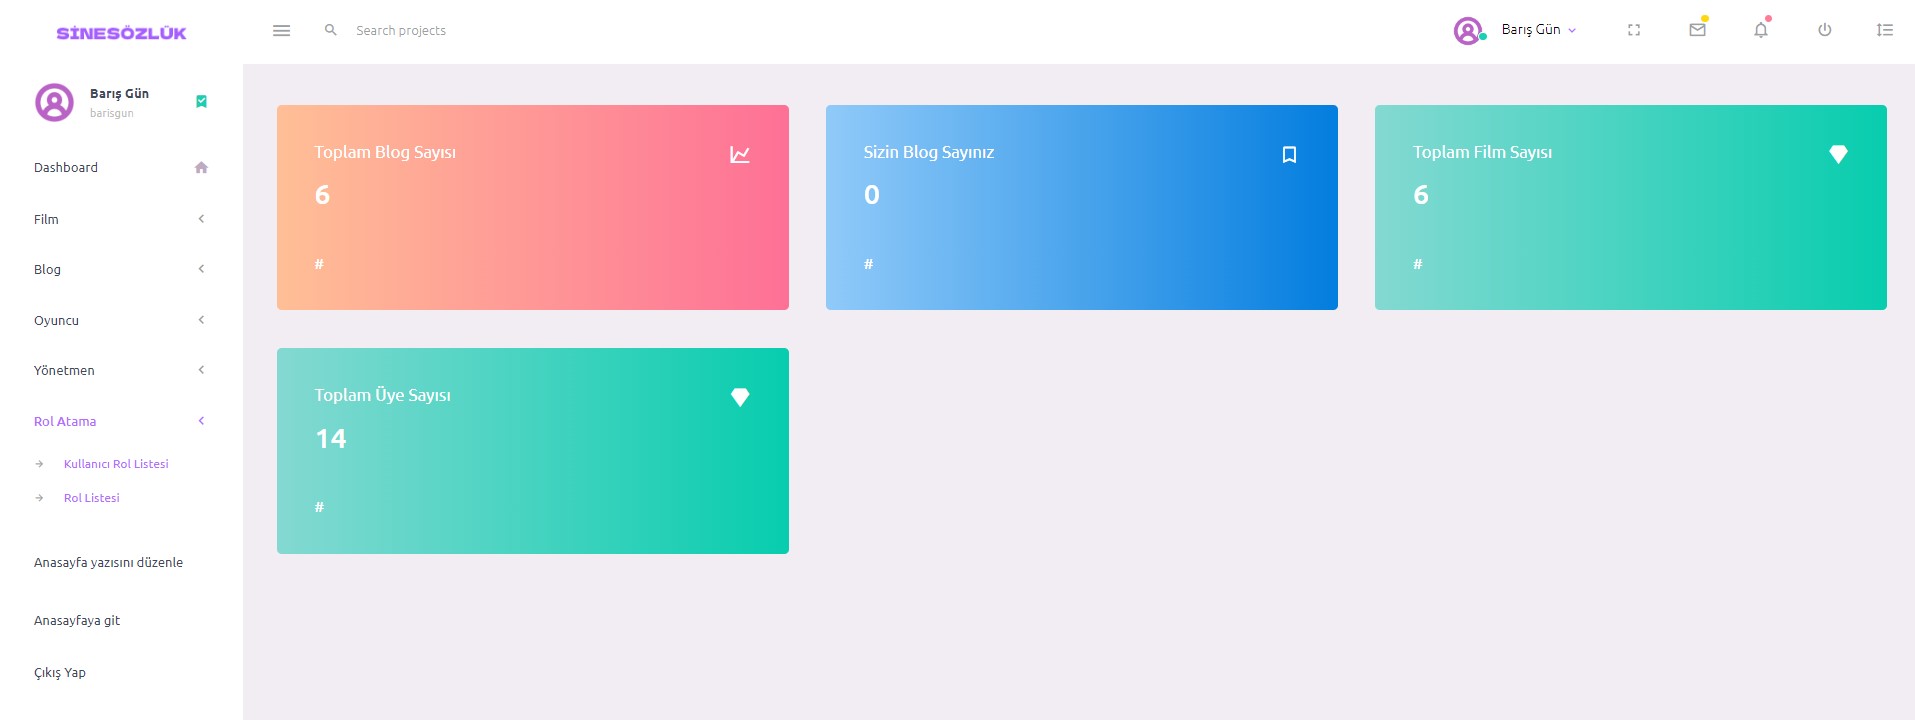 SİNESÖZLÜK
Search projects
Barış Gün
Barış Gün
barisgun
Dashboard
Film
Blog
Oyuncu
Yönetmen
Rol Atama
Kullanıcı Rol Listesi
Rol Listesi
Anasayfa yazısını düzenle
Anasayfaya git
Çıkış Yap
Toplam Blog Sayısı
6
#
Sizin Blog Sayınız
0
#
Toplam Film Sayısı
6
#
Toplam Üye Sayısı
14
#